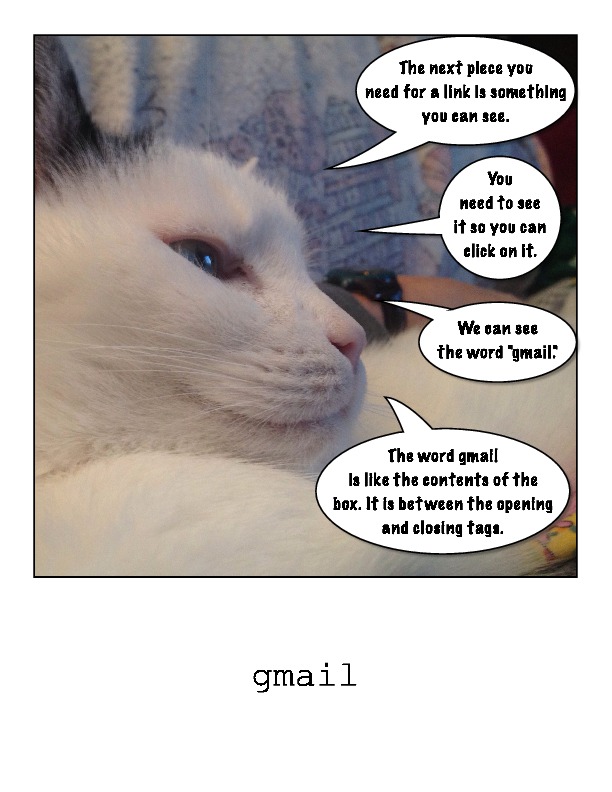 The next piece you
need for a link is something
you can see.
You
need to see
it so you can
click on it.
We can see
the word "gmail."
The word gmail
is like the contents of the
box. It is between the opening
and closing tags.
gmail